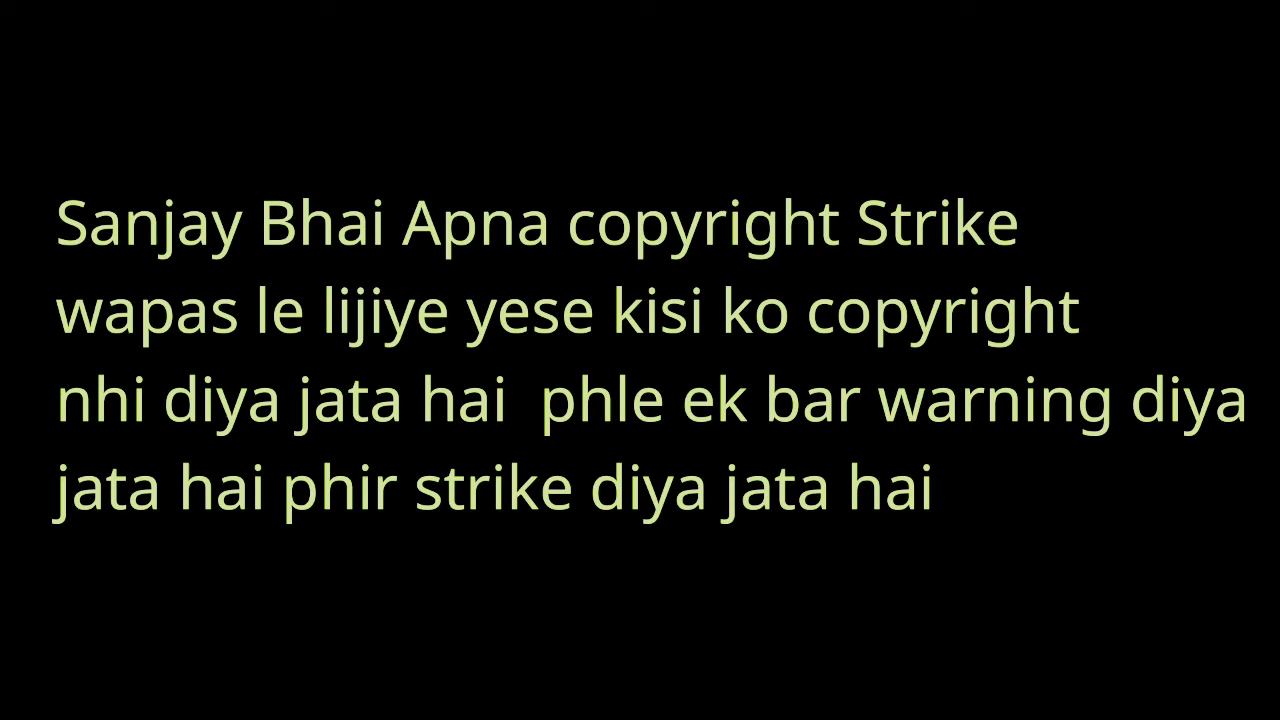 Sanjay Bhai Apna copyright Strike
wapas le lijiye yese kisi ko copyright
nhi diya jata hai  phle ek bar warning diya
jata hai phir strike diya jata hai